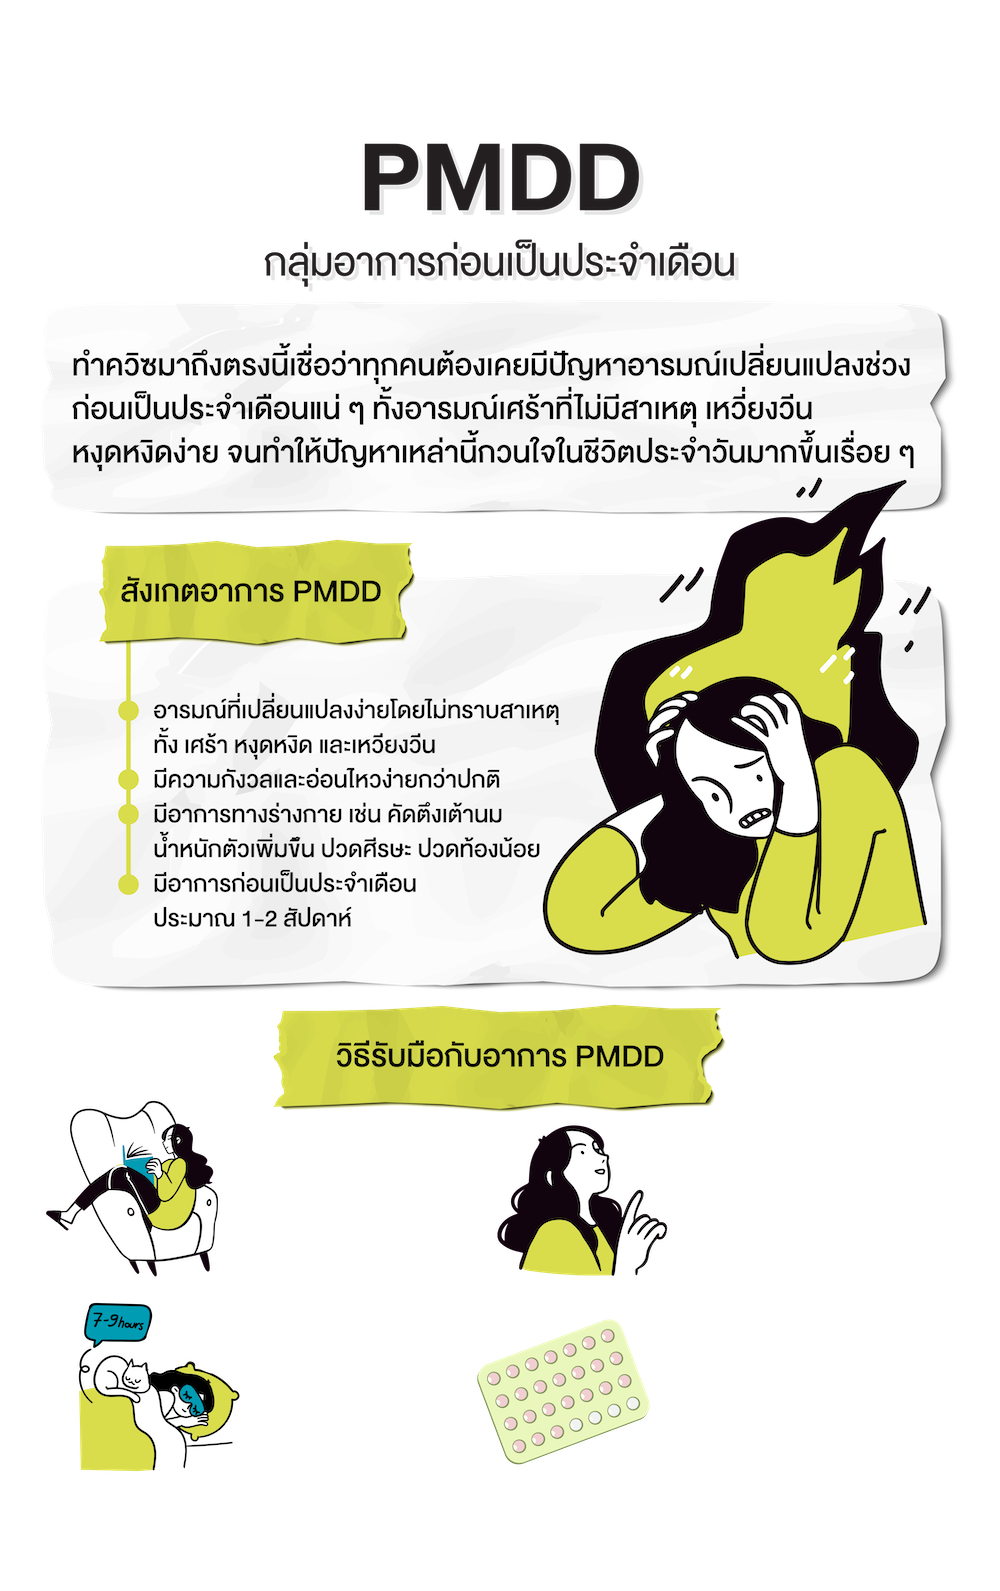 PMDD
กลุ่มอาการก่อนเป็นประจำเดือน
ทำควิซมาถึงตรงนี้เชื่อว่าทุกคนต้องเคยมีปัญหาอารมณ์เปลี่ยนแปลงช่วง
ก่อนเป็นประจำเดือนแน่ ๆ ทั้งอารมณ์เศร้าที่ไม่มีสาเหตุ เหวี่ยงวีน
หงุดหงิดง่าย จนทำให้ปัญหาเหล่านี้กวนใจในชีวิตประจำวันมากขึ้นเรื่อย ๆ
สังเกตอาการ PMDD
อารมณ์ที่เปลี่ยนแปลงง่ายโดยไม่ทราบสาเหตุ
ทั้ง เศร้า หงุดหงิด และเหวี่ยงวีน
มีความกังวลและอ่อนไหวง่ายกว่าปกติ
มีอาการทางร่างกาย เช่น คัดตึงเต้านม
น้ำหนักตัวเพิ่มขึ้น ปวดศีรษะ ปวดท้องน้อย
มีอาการก่อนเป็นประจำเดือน
ประมาณ 1-2 สัปดาห์
วิธีรับมือกับอาการ PMDD
7-9 hours